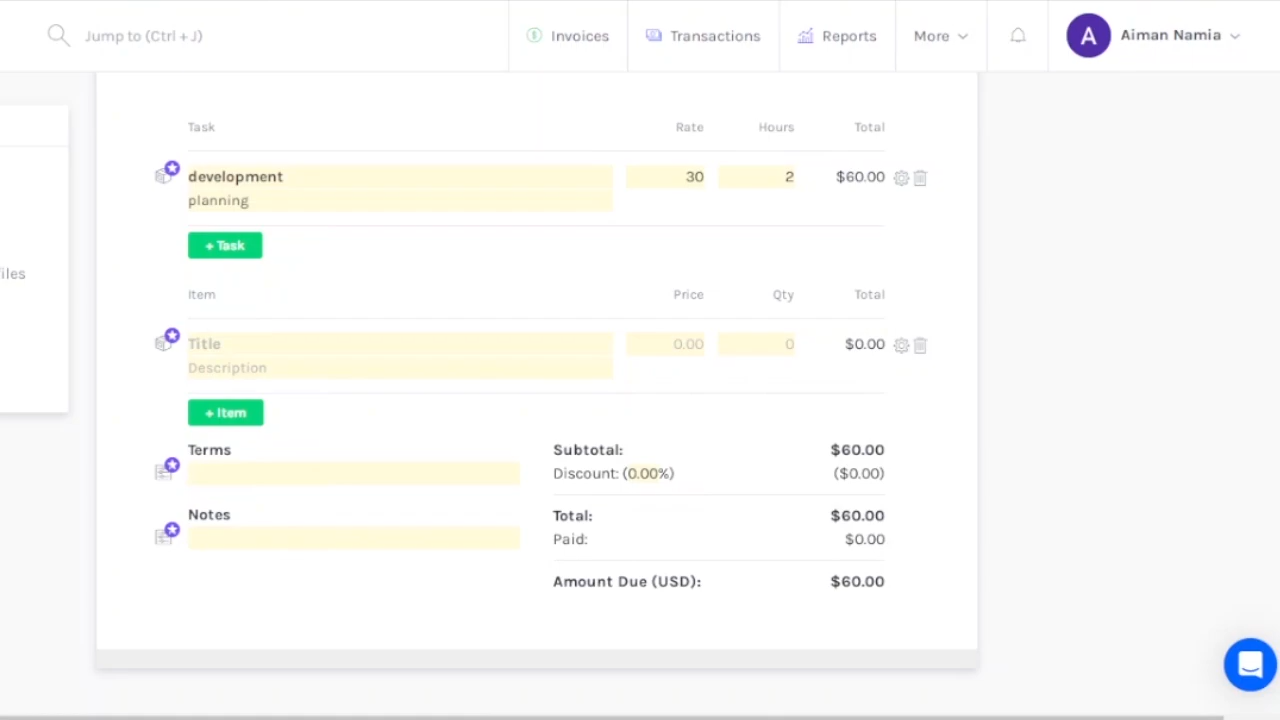 Jump to (Ctrl + J)
Invoices
Transactions
Reports
More
A
Aiman Namia
Task Rate Hours Total
development 30 2 $60.00
planning
+ Task
iles
Item Price Qty Total
Title 0.00 0 $0.00
Description
+ Item
Terms
Subtotal: $60.00
Discount: (0.00%) ($0.00)
Notes
Total: $60.00
Paid: $0.00
Amount Due (USD): $60.00